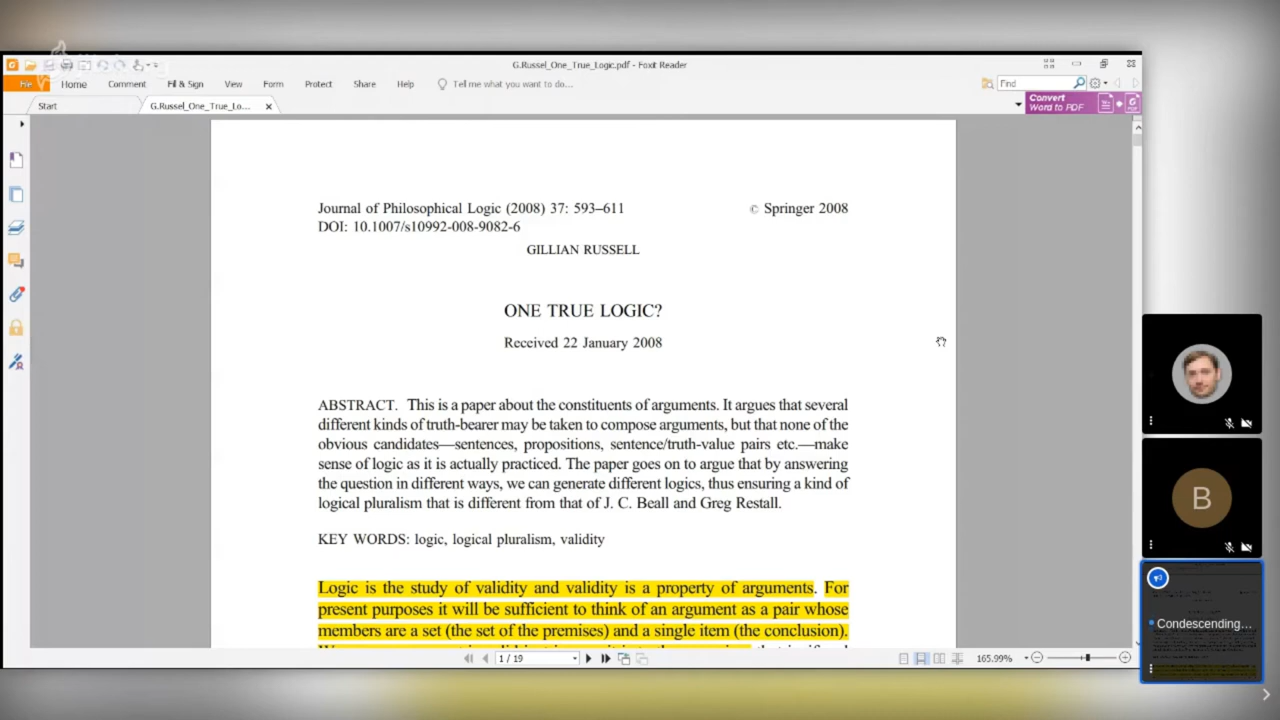 G.Russel_One_True_Logic.pdf - Foxit Reader
File Home Comment Fill & Sign View Form Protect Share Help Tell me what you want to do... Find
Start G.Russel_One_True_Lo...
Convert
Word to PDF
Journal of Philosophical Logic (2008) 37: 593–611 © Springer 2008
DOI: 10.1007/s10992-008-9082-6
GILLIAN RUSSELL
ONE TRUE LOGIC?
Received 22 January 2008
ABSTRACT. This is a paper about the constituents of arguments. It argues that several
different kinds of truth-bearer may be taken to compose arguments, but that none of the
obvious candidates—sentences, propositions, sentence/truth-value pairs etc.—make
sense of logic as it is actually practiced. The paper goes on to argue that by answering
the question in different ways, we can generate different logics, thus ensuring a kind of
logical pluralism that is different from that of J. C. Beall and Greg Restall.
KEY WORDS: logic, logical pluralism, validity
Logic is the study of validity and validity is a property of arguments. For
present purposes it will be sufficient to think of an argument as a pair whose
members are a set (the set of the premises) and a single item (the conclusion).
1 / 19
165.99%
B
Condescending...